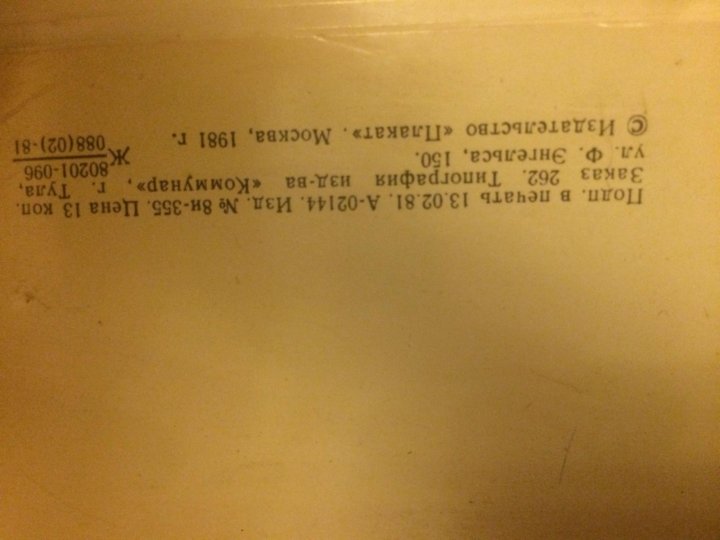 Подп. в печать 13.02.81. А-02144. Изд. № 8и-355. Цена 13 коп.
Заказ 262. Типография изд-ва «Коммунар», г. Тула,
ул. Ф. Энгельса, 150.
Ж 80201-096
088(02)-81
© Издательство «Плакат». Москва, 1981 г.